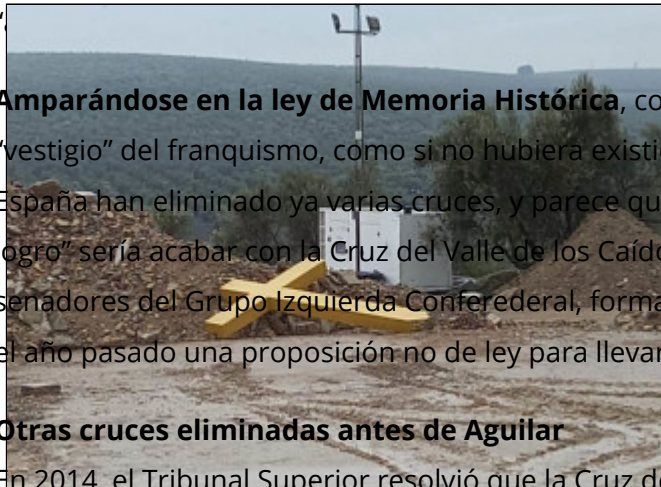 Amparándose en la ley de Memoria Histórica, co
“vestigio” del franquismo, como si no hubiera existi
España han eliminado ya varias cruces, y parece qu
logro” sería acabar con la Cruz del Valle de los Caído
senadores del Grupo Izquierda Conferederal, forma
el año pasado una proposición no de ley para llevar
Otras cruces eliminadas antes de Aguilar
En 2014, el Tribunal Superior resolvió que la Cruz d